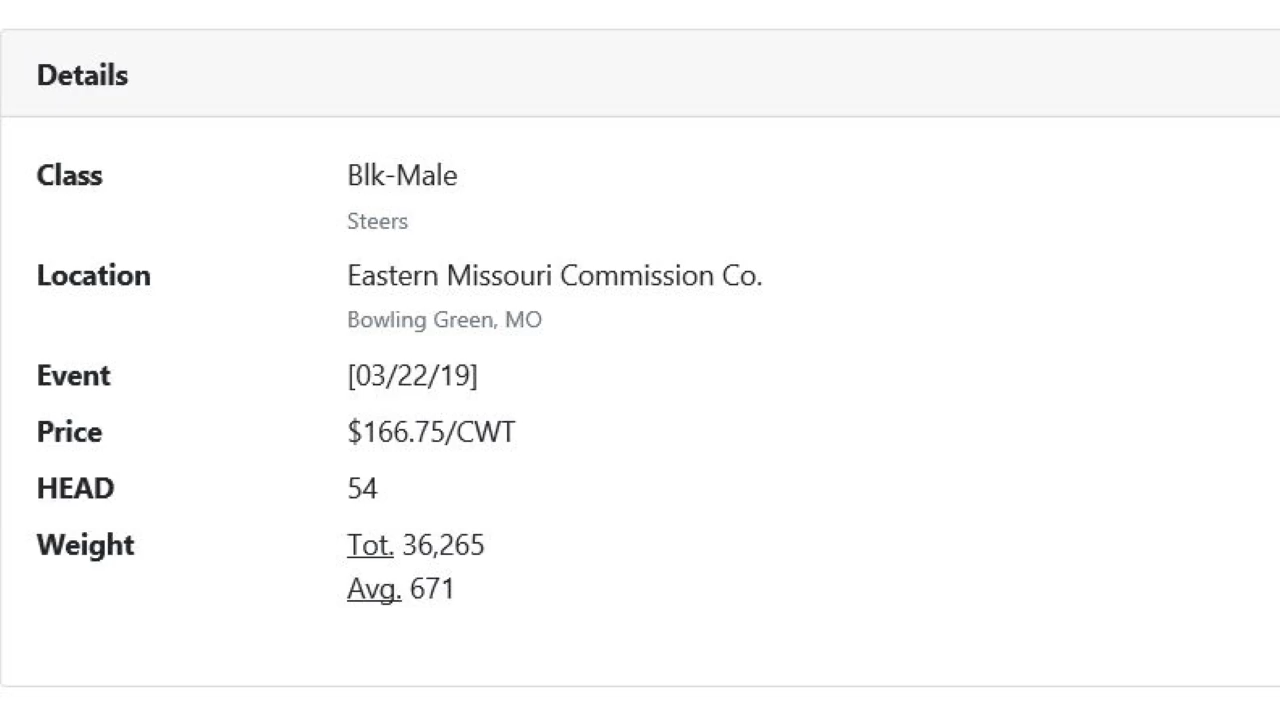 Details
Class Blk-Male
Steers
Location Eastern Missouri Commission Co.
Bowling Green, MO
Event [03/22/19]
Price $166.75/CWT
HEAD 54
Weight Tot. 36,265
Avg. 671